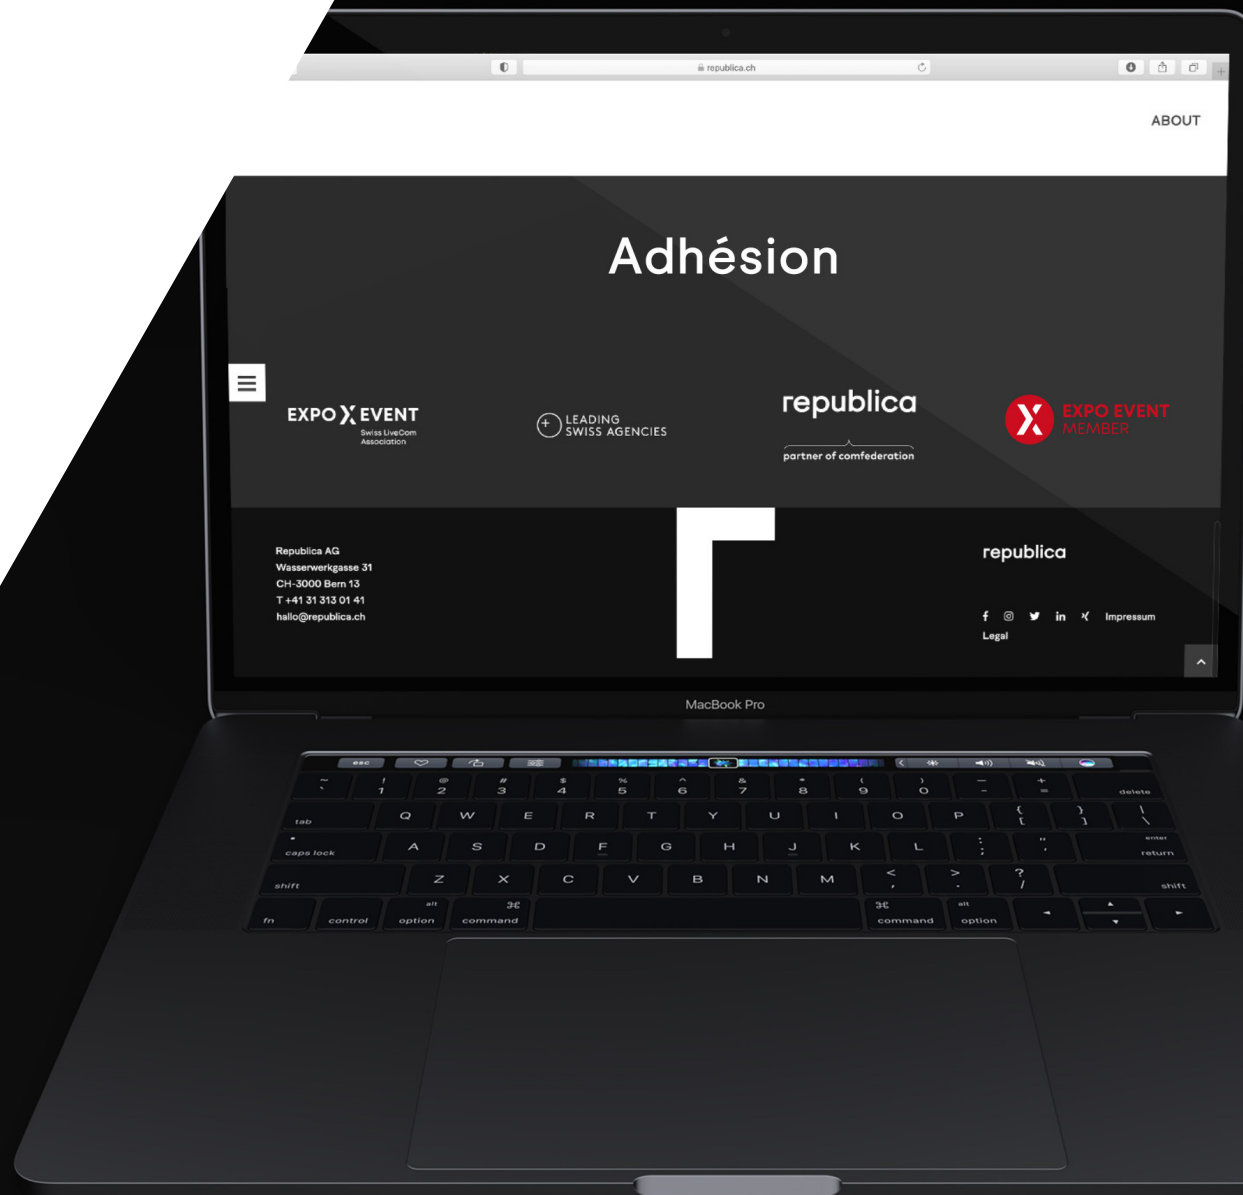 republica.ch
ABOUT
Adhésion
EXPO X EVENT
Swiss LiveCom
Association
LEADING
SWISS AGENCIES
republica
partner of comfederation
EXPO EVENT
MEMBER
Republica AG
Wasserwerkgasse 31
CH-3000 Bern 13
T +41 31 313 01 41
hallo@republica.ch
republica
f in Impressum
Legal
MacBook Pro
esc
~ ! @ # $ % ^ & * ( ) — +
` 1 2 3 4 5 6 7 8 9 0 - = delete
tab Q W E R T Y U I O P { [ } ] | \
caps lock A S D F G H J K L : ; " ' enter return
shift Z X C V B N M < , > . ? / shift
fn control alt option ⌘ command ⌘ command alt option